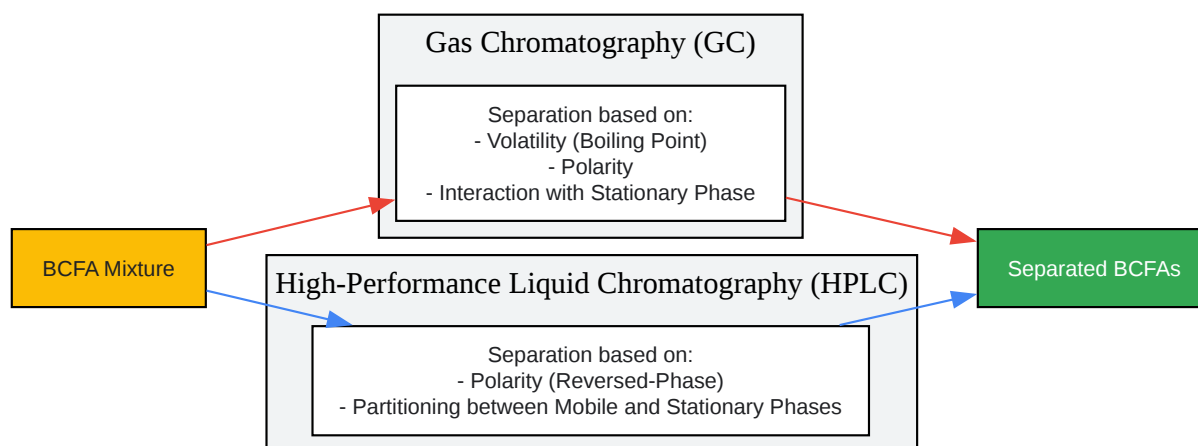 Gas Chromatography (GC)
Separation based on:
- Volatility (Boiling Point)
- Polarity
- Interaction with Stationary Phase
BCFA Mixture
Separated BCFAs
High-Performance Liquid Chromatography (HPLC)
Separation based on:
- Polarity (Reversed-Phase)
- Partitioning between Mobile and Stationary Phases